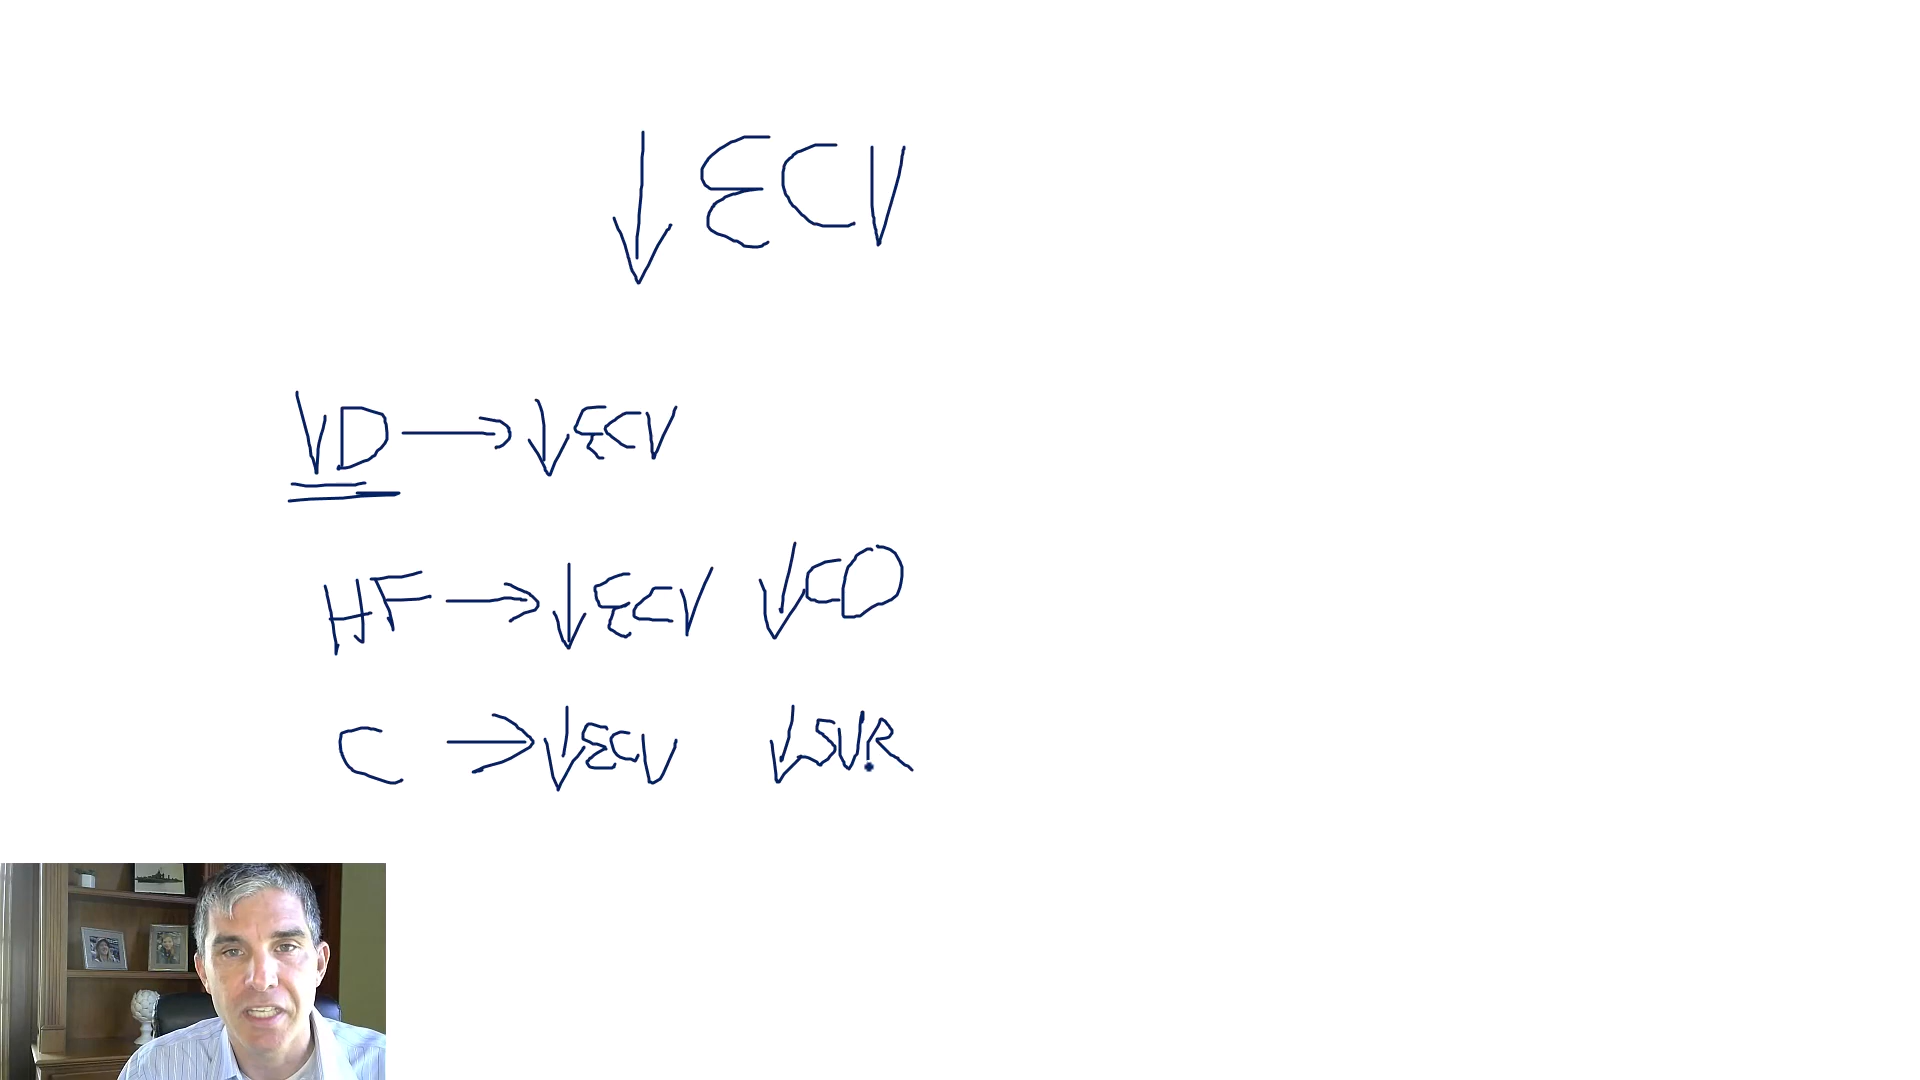 ↓ ECV
VD → ↓ ECV
HF → ↓ ECV ↓ CO
C → ↓ ECV ↓ SVR